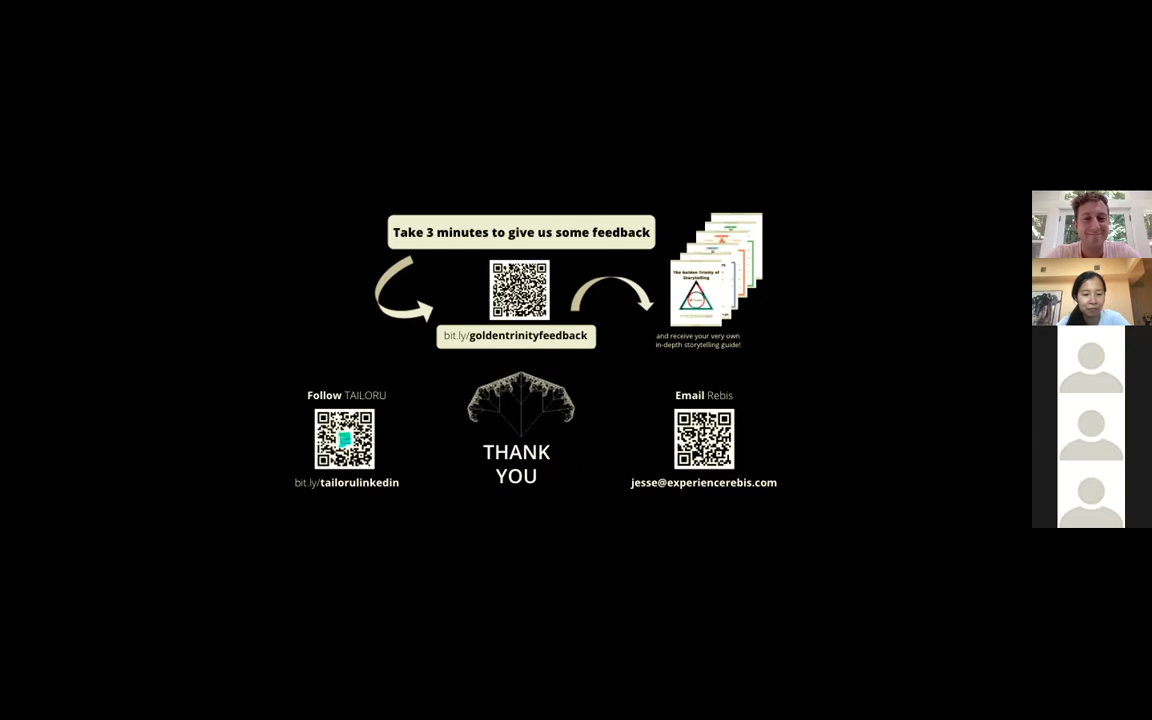 Take 3 minutes to give us some feedback
bit.ly/goldentrinityfeedback
The Golden Trinity of
Storytelling
and receive your very own
in-depth storytelling guide!
Follow TAILORU
bit.ly/tailorulinkedin
THANK
YOU
Email Rebis
jesse@experiencerebis.com